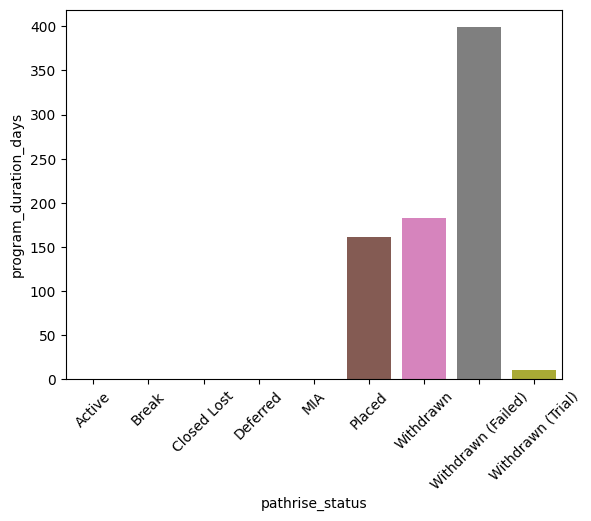 400
350
300
250
200
150
100
50
0
program_duration_days
Active
Break
Closed Lost
Deferred
MIA
Placed
Withdrawn
Withdrawn (Failed)
Withdrawn (Trial)
pathrise_status